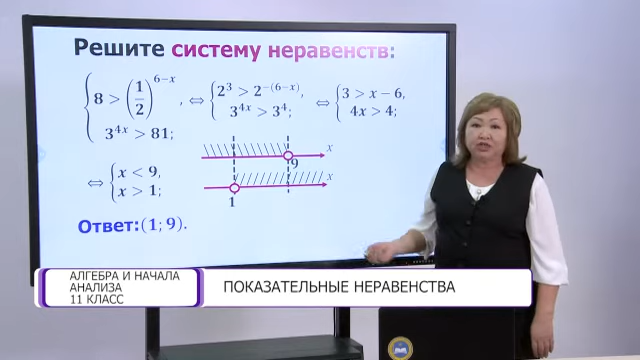 Решите систему неравенств:
{8 > (1/2)^{6−x}, 3^{4x} > 81; ⇔ {2^3 > 2^{−(6−x)}, 3^{4x} > 3^4; ⇔ {3 > x − 6, 4x > 4;
x
9
⇔ {x < 9, x > 1;
x
1
Ответ: (1; 9).
АЛГЕБРА И НАЧАЛА
АНАЛИЗА
11 КЛАСС
ПОКАЗАТЕЛЬНЫЕ НЕРАВЕНСТВА